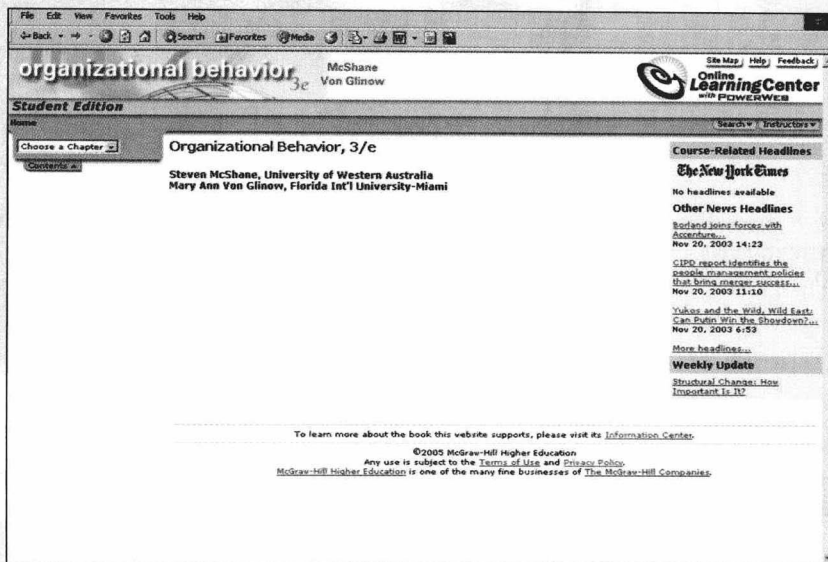 File Edit View Favorites Tools Help
Back Search Favorites Media
organizational behavior 3e McShane
Von Glinow
Site Map Help Feedback
Online
Learning Center
with POWERWEB
Student Edition
Home Search Instructors
Choose a Chapter
Contents
Organizational Behavior, 3/e
Steven McShane, University of Western Australia
Mary Ann Von Glinow, Florida Int'l University-Miami
Course-Related Headlines
The New York Times
No headlines available
Other News Headlines
Borland joins forces with
Accenture...
Nov 20, 2003 14:23
CIPD report identifies the
people management policies
that bring merger success...
Nov 20, 2003 11:10
Yukos and the Wild, Wild East:
Can Putin Win the Showdown?...
Nov 20, 2003 6:53
More headlines...
Weekly Update
Structural Change: How
Important Is It?
To learn more about the book this website supports, please visit its Information Center.
©2005 McGraw-Hill Higher Education
Any use is subject to the Terms of Use and Privacy Policy.
McGraw-Hill Higher Education is one of the many fine businesses of The McGraw-Hill Companies.